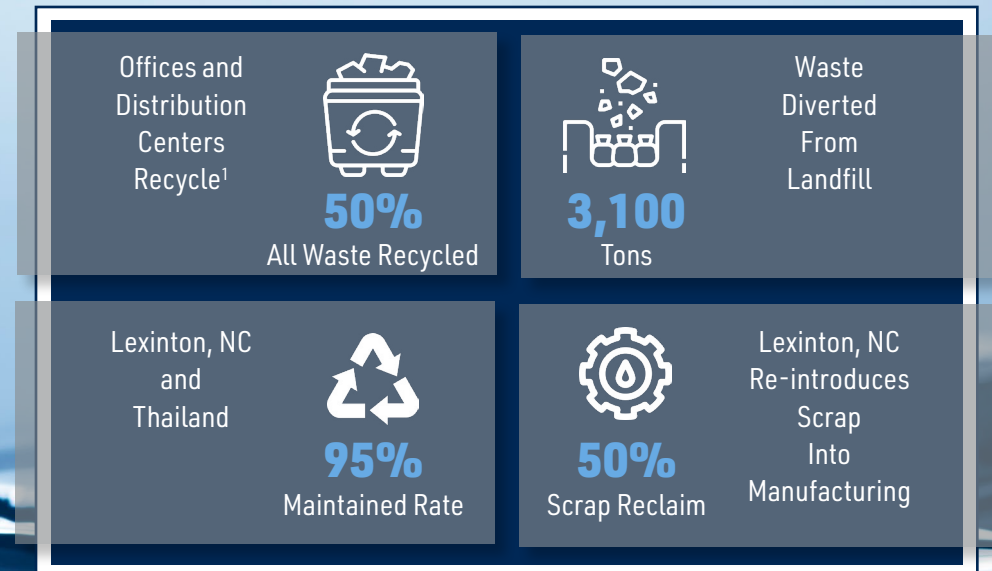 Offices and
Distribution
Centers
Recycle¹
50%
All Waste Recycled
3,100
Tons
Waste
Diverted
From
Landfill
Lexinton, NC
and
Thailand
95%
Maintained Rate
50%
Scrap Reclaim
Lexinton, NC
Re-introduces
Scrap
Into
Manufacturing